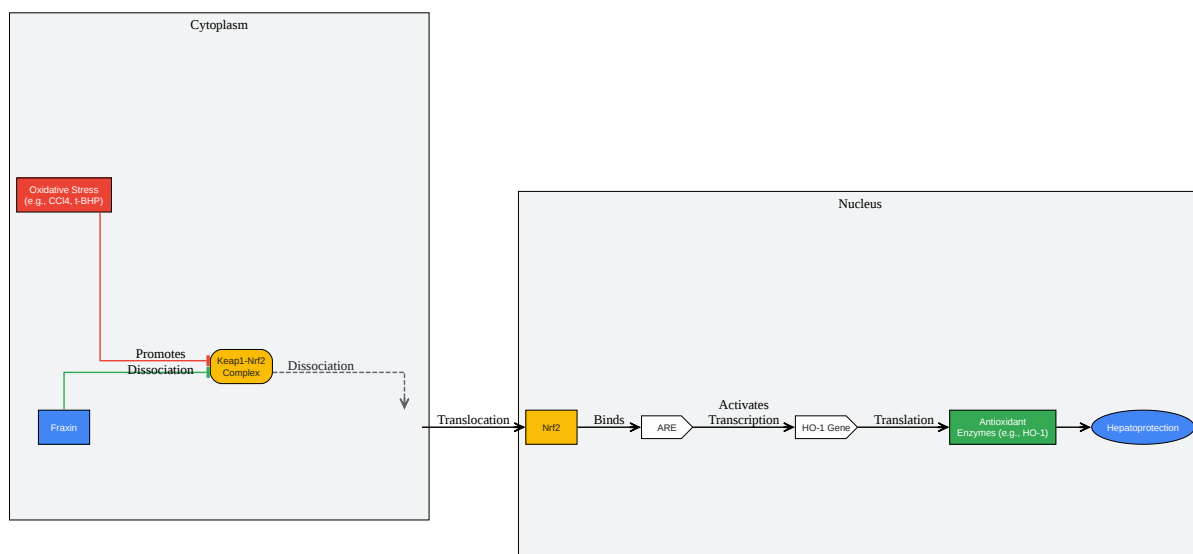 Cytoplasm
Oxidative Stress
(e.g., CCl4, t-BHP)
Nucleus
Promotes
Dissociation
Keap1-Nrf2
Complex
Dissociation
Fraxin
Translocation
Nrf2
Binds
ARE
Activates
Transcription
HO-1 Gene
Translation
Antioxidant
Enzymes (e.g., HO-1)
Hepatoprotection